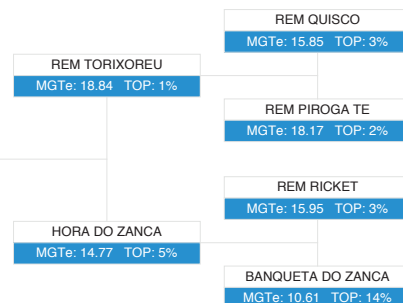 REM QUISCO
MGTe: 15.85 TOP: 3%
REM TORIXOREU
MGTe: 18.84 TOP: 1%
REM PIROGA TE
MGTe: 18.17 TOP: 2%
REM RICKET
MGTe: 15.95 TOP: 3%
HORA DO ZANCA
MGTe: 14.77 TOP: 5%
BANQUETA DO ZANCA
MGTe: 10.61 TOP: 14%